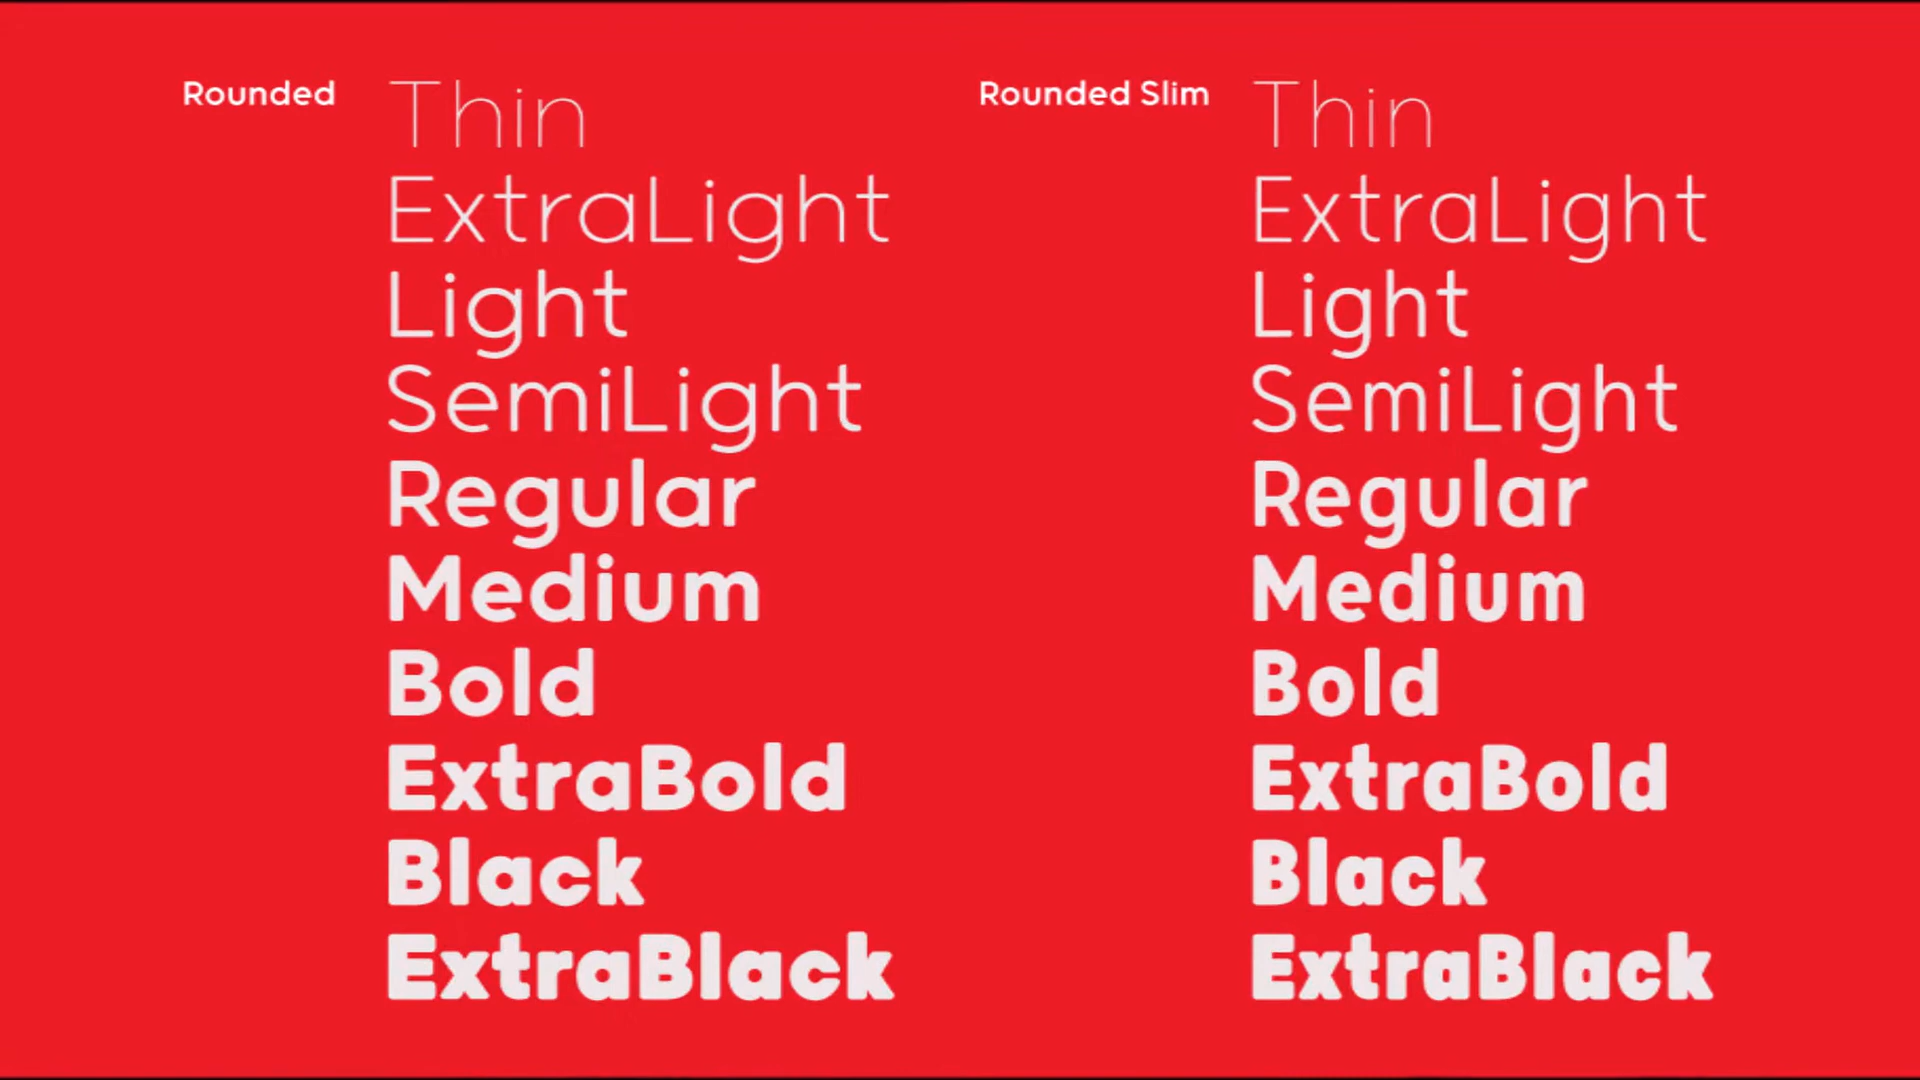 Rounded
Thin
ExtraLight
Light
SemiLight
Regular
Medium
Bold
ExtraBold
Black
ExtraBlack
Rounded Slim
Thin
ExtraLight
Light
SemiLight
Regular
Medium
Bold
ExtraBold
Black
ExtraBlack